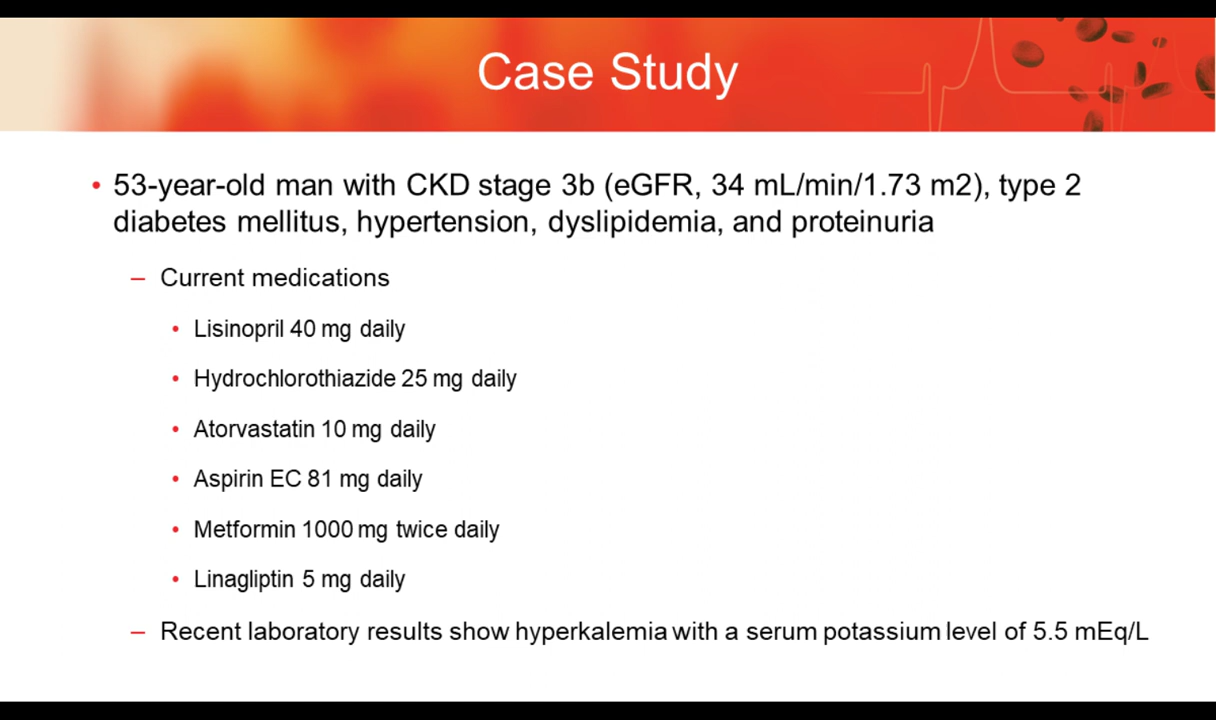 Case Study
• 53-year-old man with CKD stage 3b (eGFR, 34 mL/min/1.73 m2), type 2
diabetes mellitus, hypertension, dyslipidemia, and proteinuria
– Current medications
• Lisinopril 40 mg daily
• Hydrochlorothiazide 25 mg daily
• Atorvastatin 10 mg daily
• Aspirin EC 81 mg daily
• Metformin 1000 mg twice daily
• Linagliptin 5 mg daily
– Recent laboratory results show hyperkalemia with a serum potassium level of 5.5 mEq/L